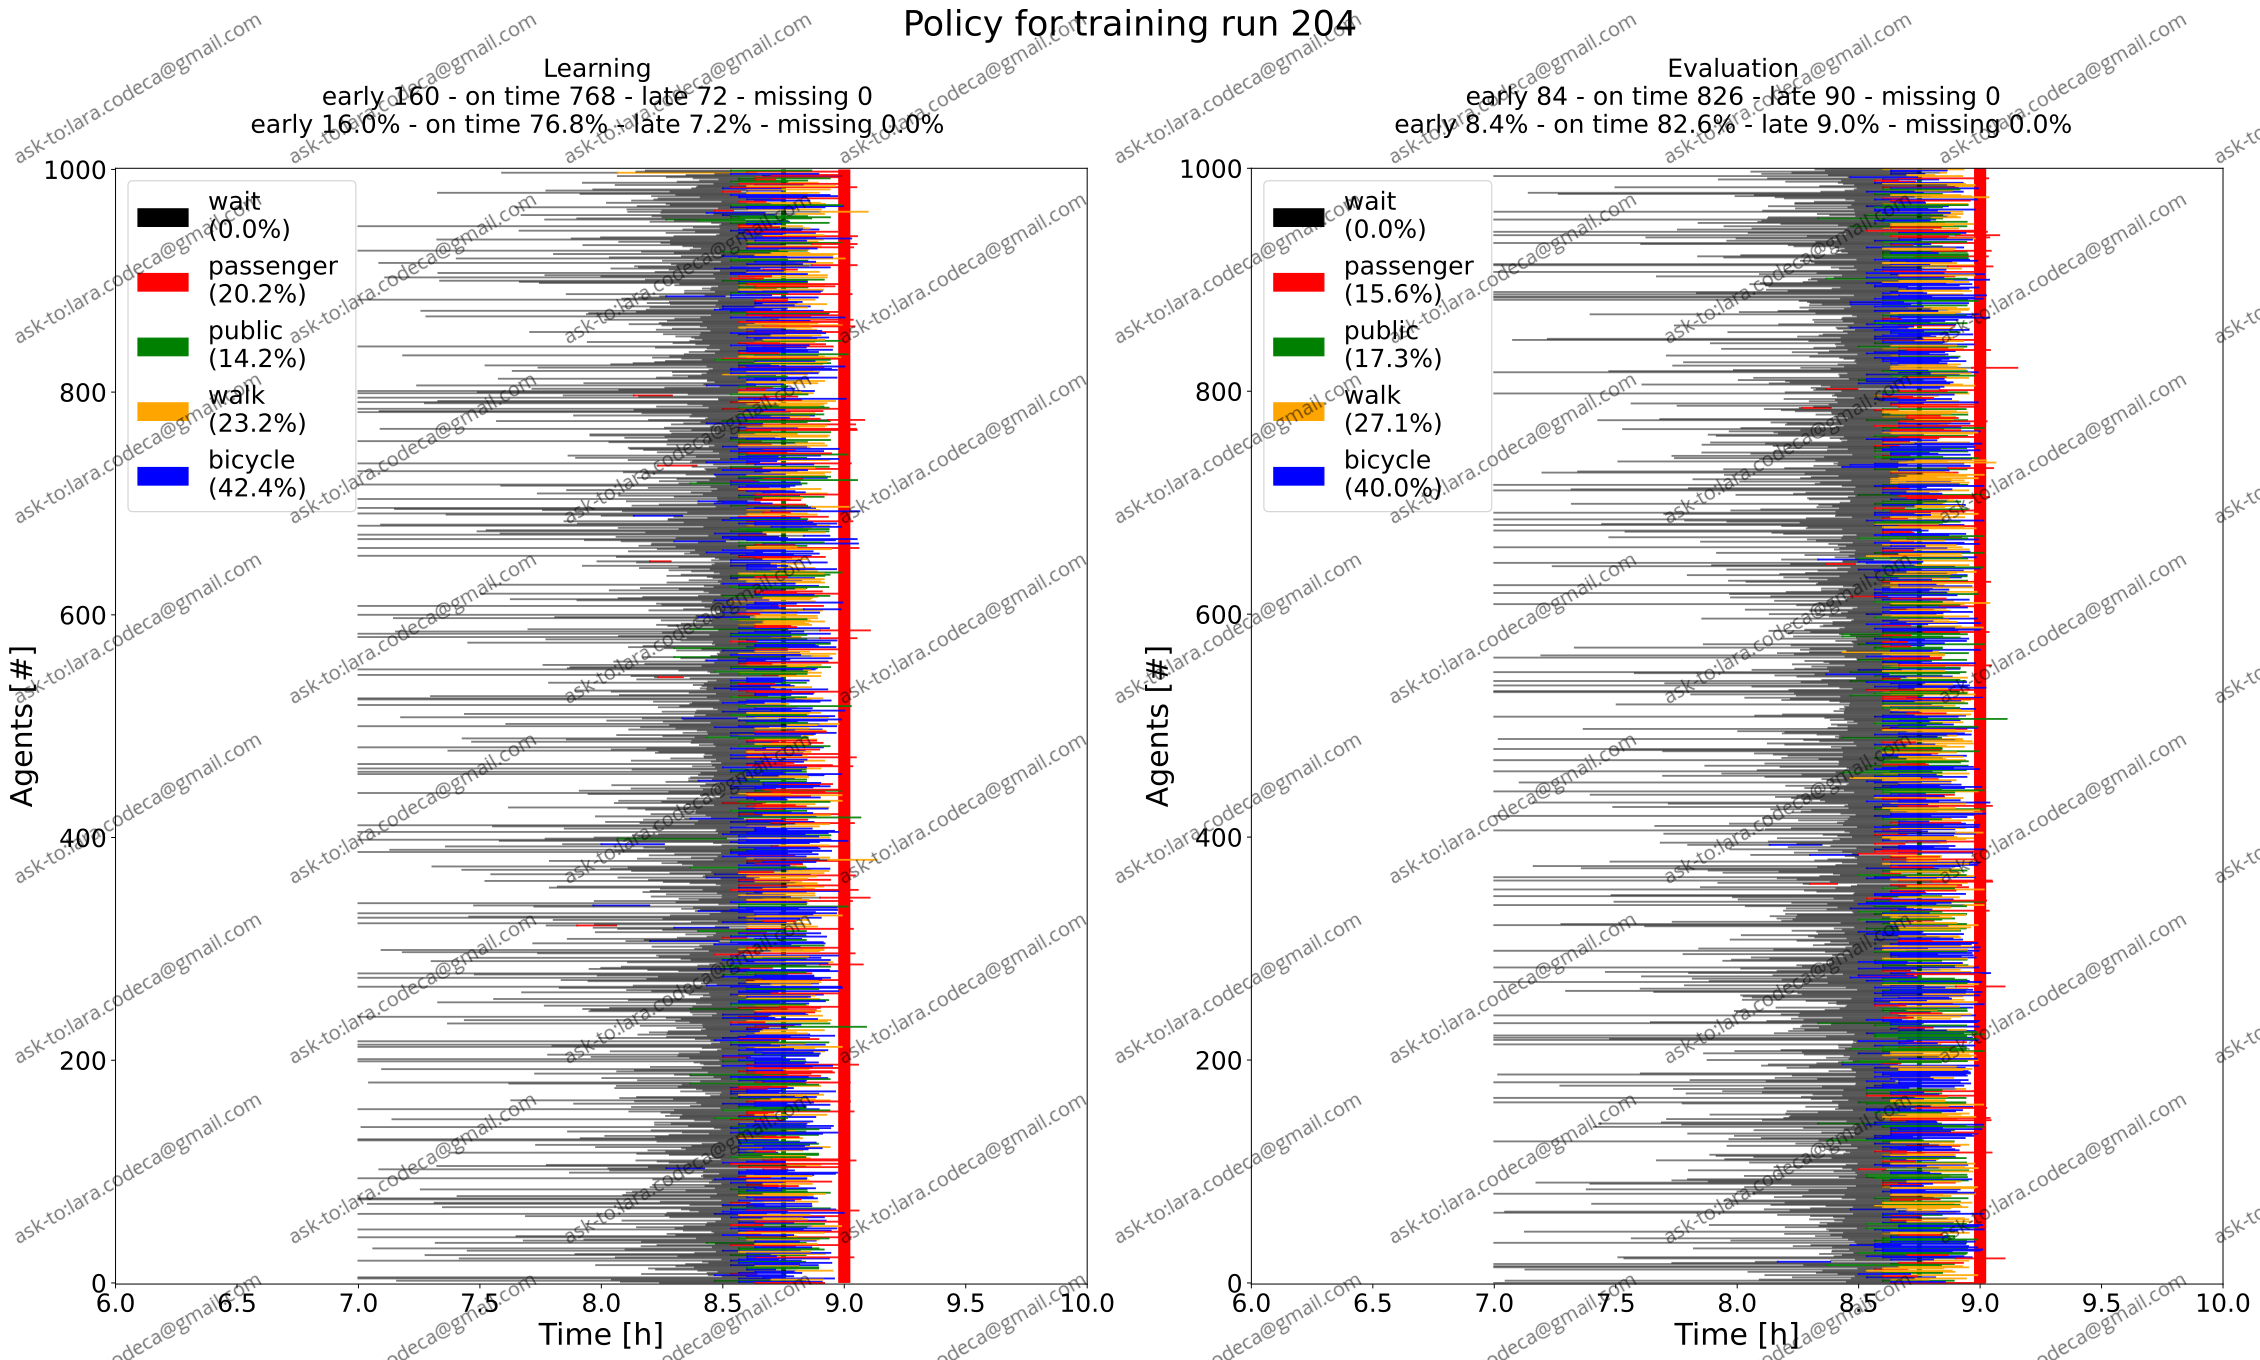 Policy for training run 204
Learning
early 160 - on time 768 - late 72 - missing 0
early 16.0% - on time 76.8% - late 7.2% - missing 0.0%
1000
800
600
400
200
0
Agents [#]
wait
(0.0%)
passenger
(20.2%)
public
(14.2%)
walk
(23.2%)
bicycle
(42.4%)
6.0 6.5 7.0 7.5 8.0 8.5 9.0 9.5 10.0
Time [h]
Evaluation
early 84 - on time 826 - late 90 - missing 0
early 8.4% - on time 82.6% - late 9.0% - missing 0.0%
1000
800
600
400
200
0
Agents [#]
wait
(0.0%)
passenger
(15.6%)
public
(17.3%)
walk
(27.1%)
bicycle
(40.0%)
6.0 6.5 7.0 7.5 8.0 8.5 9.0 9.5 10.0
Time [h]
ask-to:lara.codeca@gmail.com